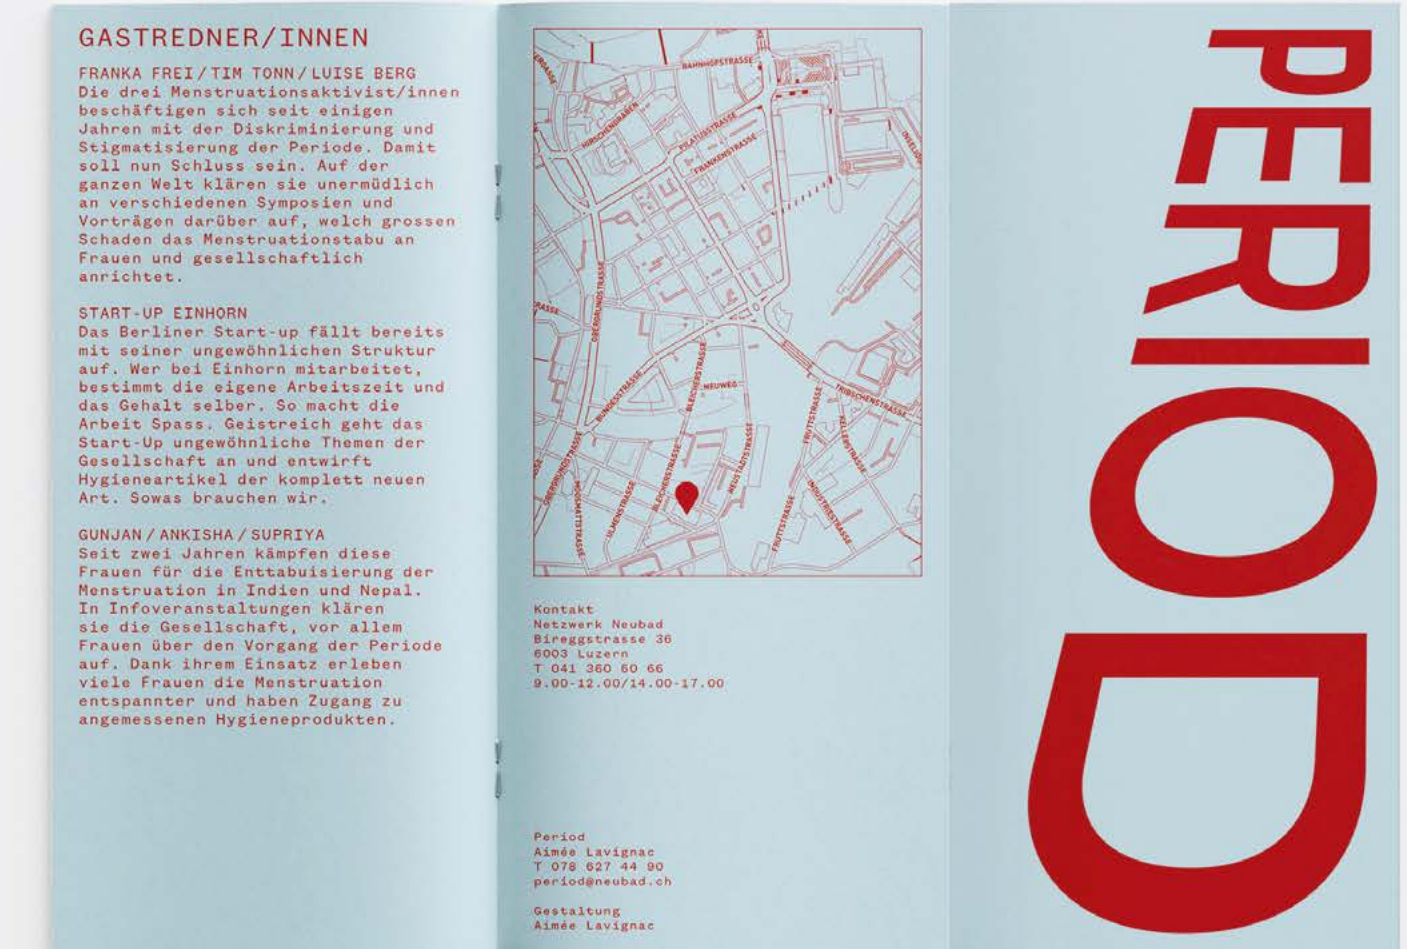 GASTREDNER/INNEN
FRANKA FREI/TIM TONN/LUISE BERG
Die drei Menstruationsaktivist/innen
beschäftigen sich seit einigen
Jahren mit der Diskriminierung und
Stigmatisierung der Periode. Damit
soll nun Schluss sein. Auf der
ganzen Welt klären sie unermüdlich
an verschiedenen Symposien und
Vorträgen darüber auf, welch grossen
Schaden das Menstruationstabu an
Frauen und gesellschaftlich
anrichtet.
START-UP EINHORN
Das Berliner Start-up fällt bereits
mit seiner ungewöhnlichen Struktur
auf. Wer bei Einhorn mitarbeitet,
bestimmt die eigene Arbeitszeit und
das Gehalt selber. So macht die
Arbeit Spass. Geistreich geht das
Start-Up ungewöhnliche Themen der
Gesellschaft an und entwirft
Hygieneartikel der komplett neuen
Art. Sowas brauchen wir.
GUNJAN/ANKISHA/SUPRIYA
Seit zwei Jahren kämpfen diese
Frauen für die Enttabuisierung der
Menstruation in Indien und Nepal.
In Infoveranstaltungen klären
sie die Gesellschaft, vor allem
Frauen über den Vorgang der Periode
auf. Dank ihrem Einsatz erleben
viele Frauen die Menstruation
entspannter und haben Zugang zu
angemessenen Hygieneprodukten.
BAHNHOFSTRASSE
HIRSCHENGRABEN
PILATUSSTRASSE
FRANKENSTRASSE
OBERGRUNDSTRASSE
RASSE
BUNDESSTRASSE
BLEICHERSTRASSE
NEUWEG
TRIBSCHENSTRASSE
FRUTTSTRASSE
KELLERSTRASSE
OBERGRUNDSTRASSE
MOOSMATTSTRASSE
ULMENSTRASSE
BLEICHERSTRASSE
NEUSTADTSTRASSE
FRUTTSTRASSE
INDUSTRIESTRASSE
Kontakt
Netzwerk Neubad
Bireggstrasse 36
6003 Luzern
T 041 360 60 66
9.00-12.00/14.00-17.00
Period
Aimée Lavignac
T 078 627 44 90
period@neubad.ch
Gestaltung
Aimée Lavignac
PERIOD